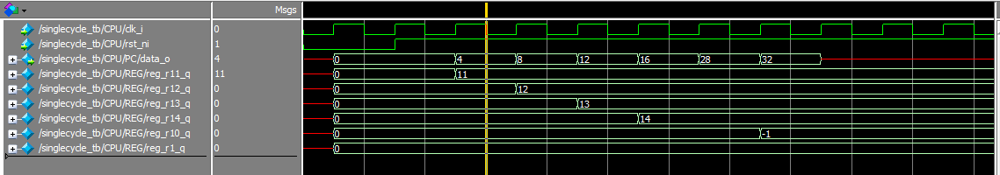 Msgs
/singlecycle_tb/CPU/clk_i 0
/singlecycle_tb/CPU/rst_ni 1
/singlecycle_tb/CPU/PC/data_o 4 0 4 8 12 16 28 32
/singlecycle_tb/CPU/REG/reg_r11_q 11 0 11
/singlecycle_tb/CPU/REG/reg_r12_q 0 0 12
/singlecycle_tb/CPU/REG/reg_r13_q 0 0 13
/singlecycle_tb/CPU/REG/reg_r14_q 0 0 14
/singlecycle_tb/CPU/REG/reg_r10_q 0 0 -1
/singlecycle_tb/CPU/REG/reg_r1_q 0 0